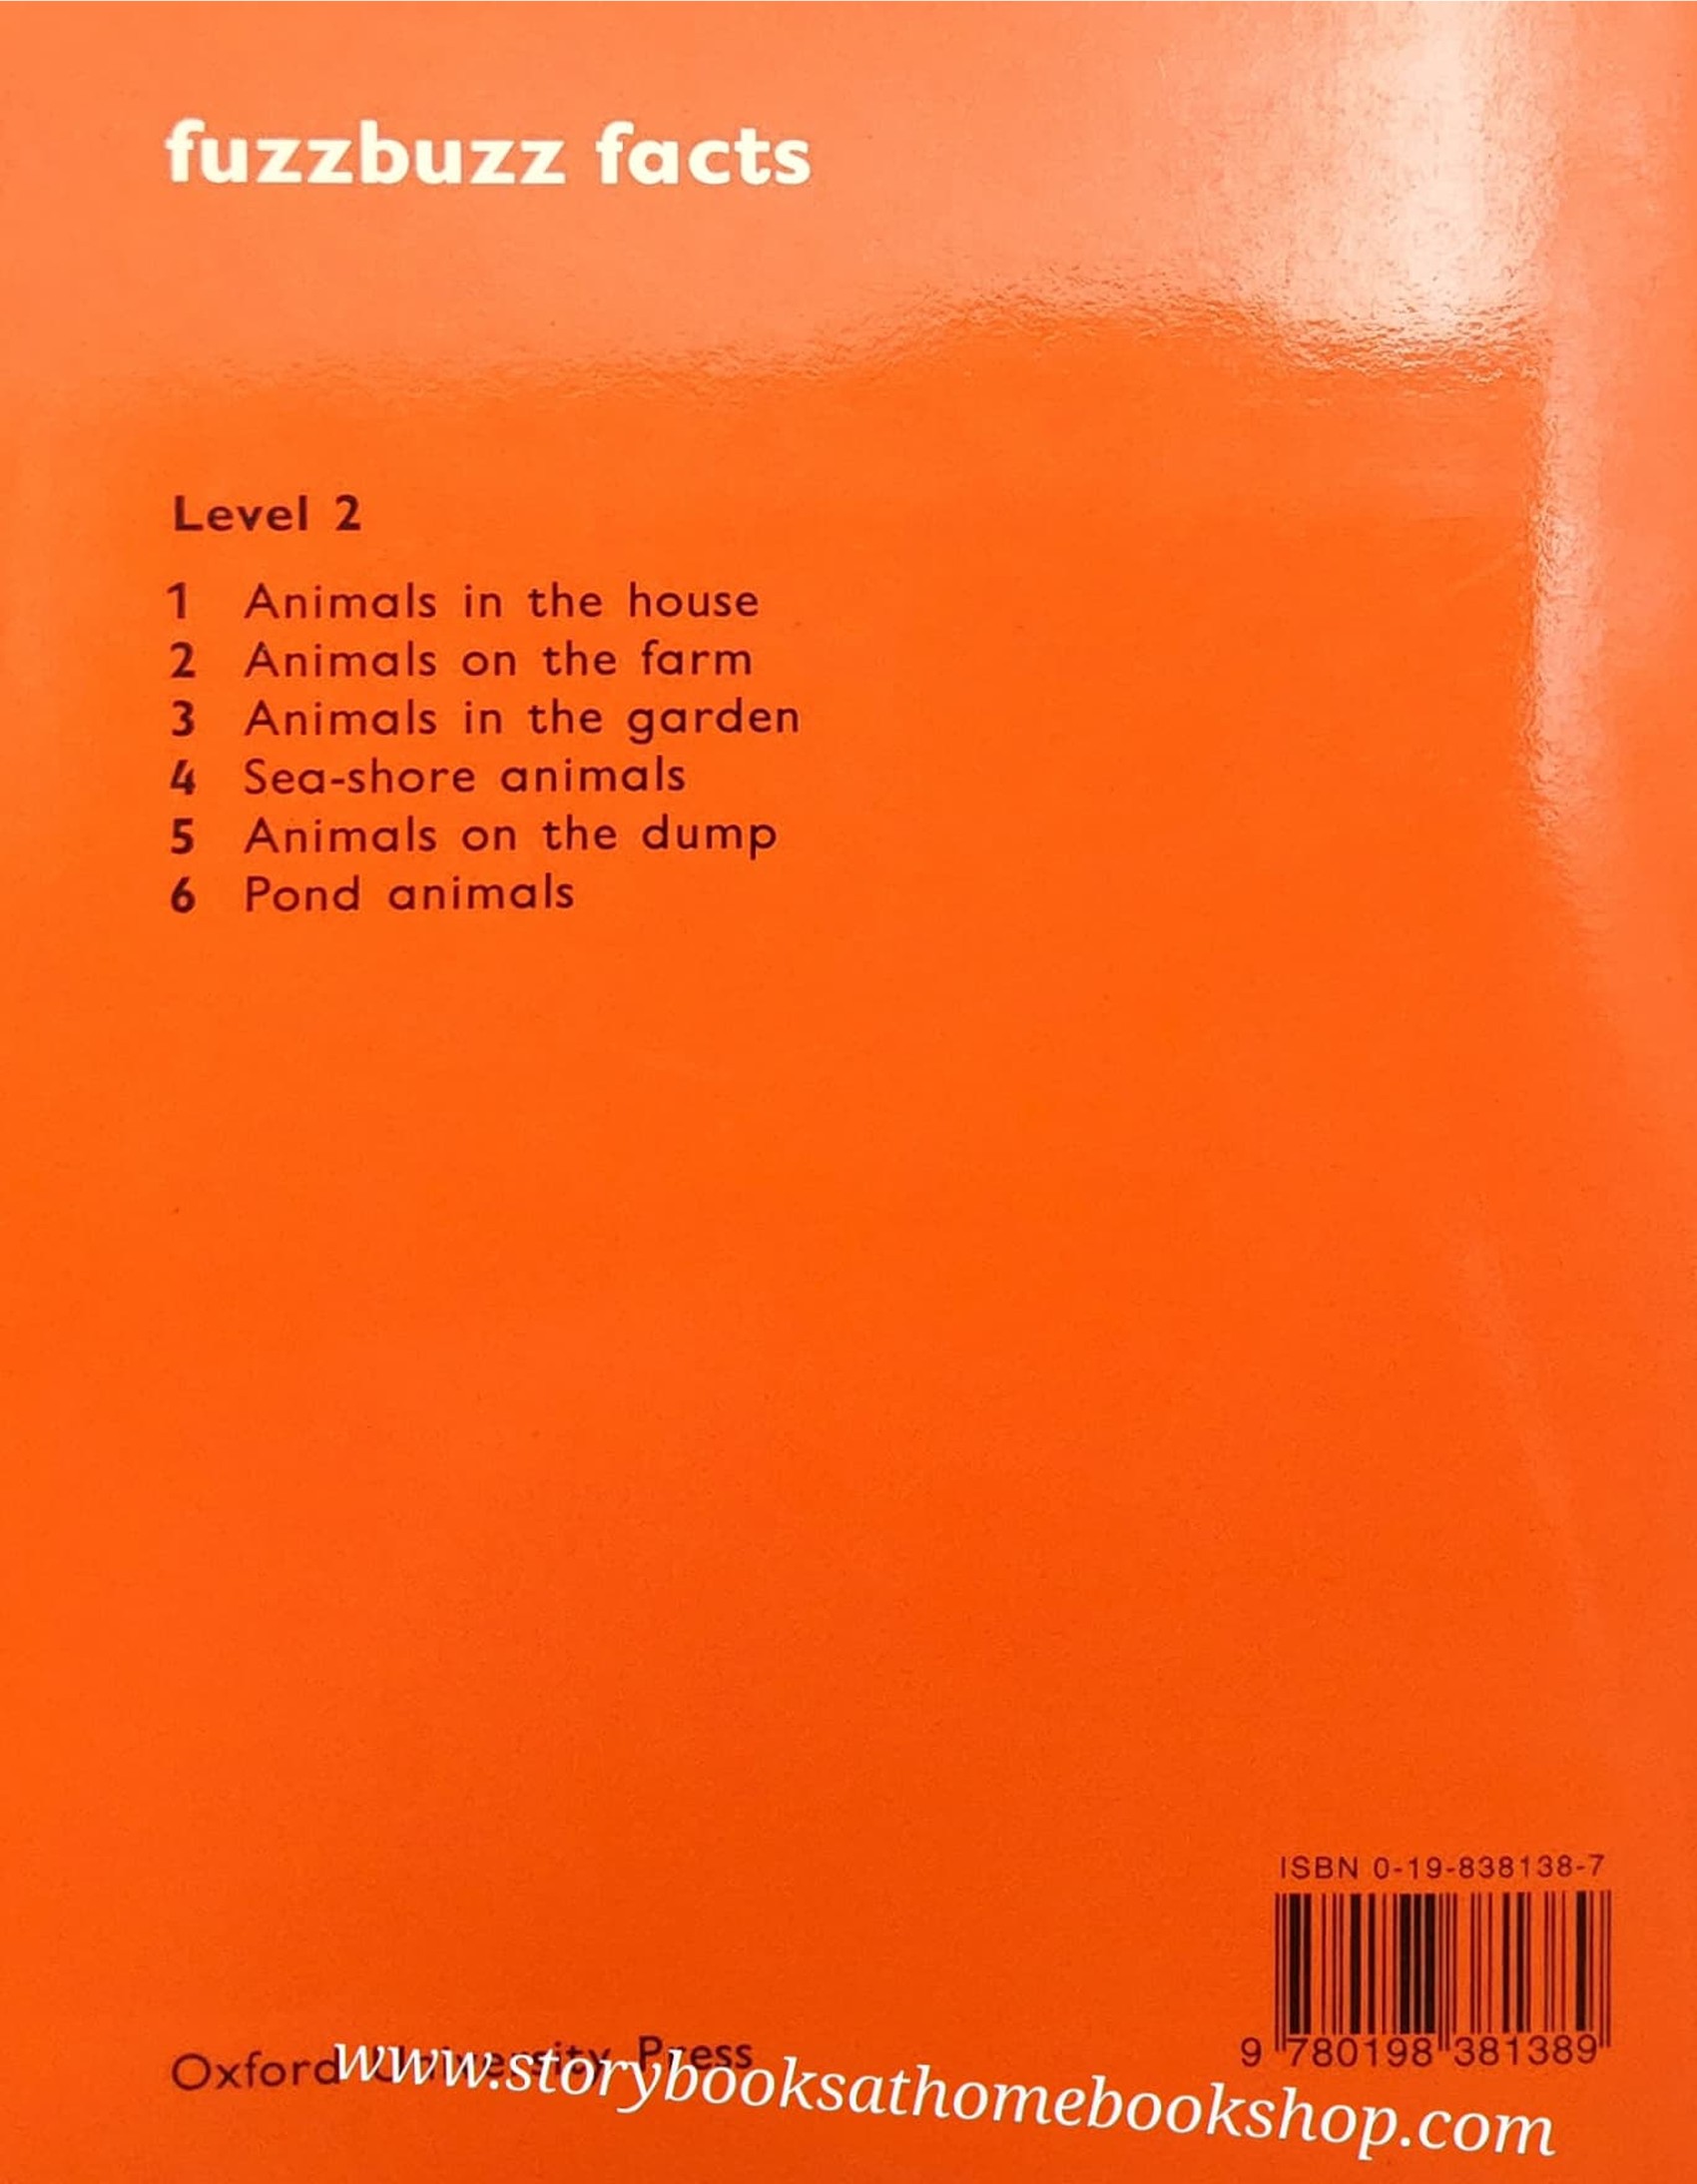 fuzzbuzz facts
Level 2
1 Animals in the house
2 Animals on the farm
3 Animals in the garden
4 Sea-shore animals
5 Animals on the dump
6 Pond animals
ISBN 0-19-838138-7
9 780198 381389
Oxford University Press
www.storybooksathomebookshop.com